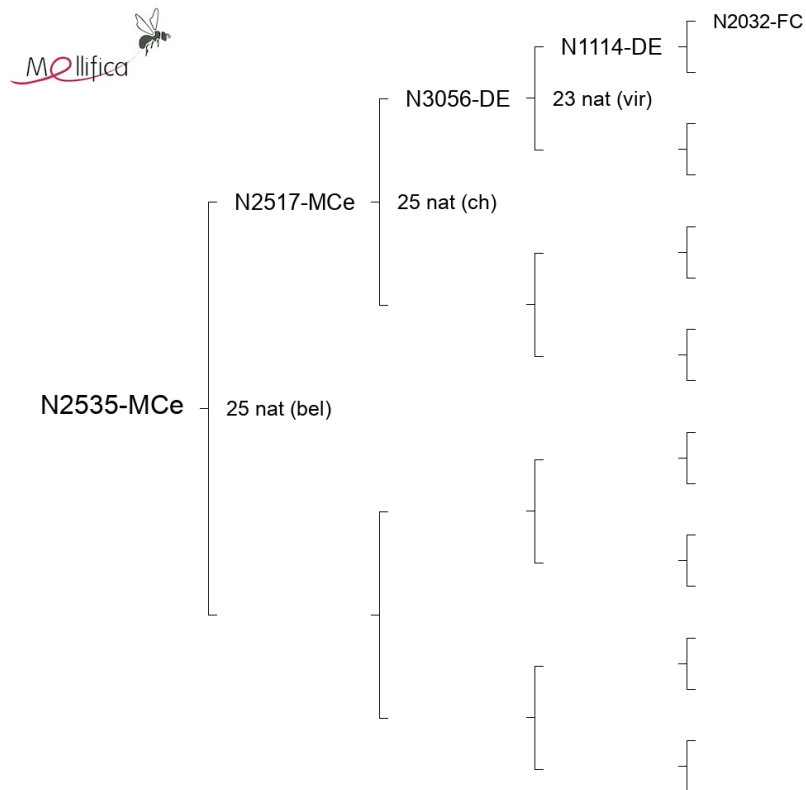 Mellifica
N2032-FC
N1114-DE
N3056-DE
23 nat (vir)
N2517-MCe
25 nat (ch)
N2535-MCe
25 nat (bel)